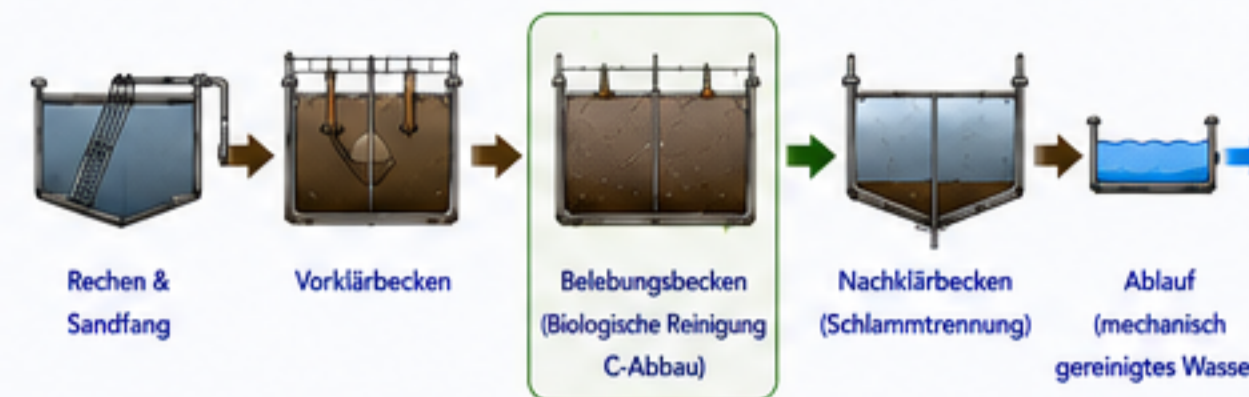 Rechen &
Sandfang
Vorklärbecken
Belebungsbecken
(Biologische Reinigung
C-Abbau)
Nachklärbecken
(Schlammtrennung)
Ablauf
(mechanisch
gereinigtes Wasse